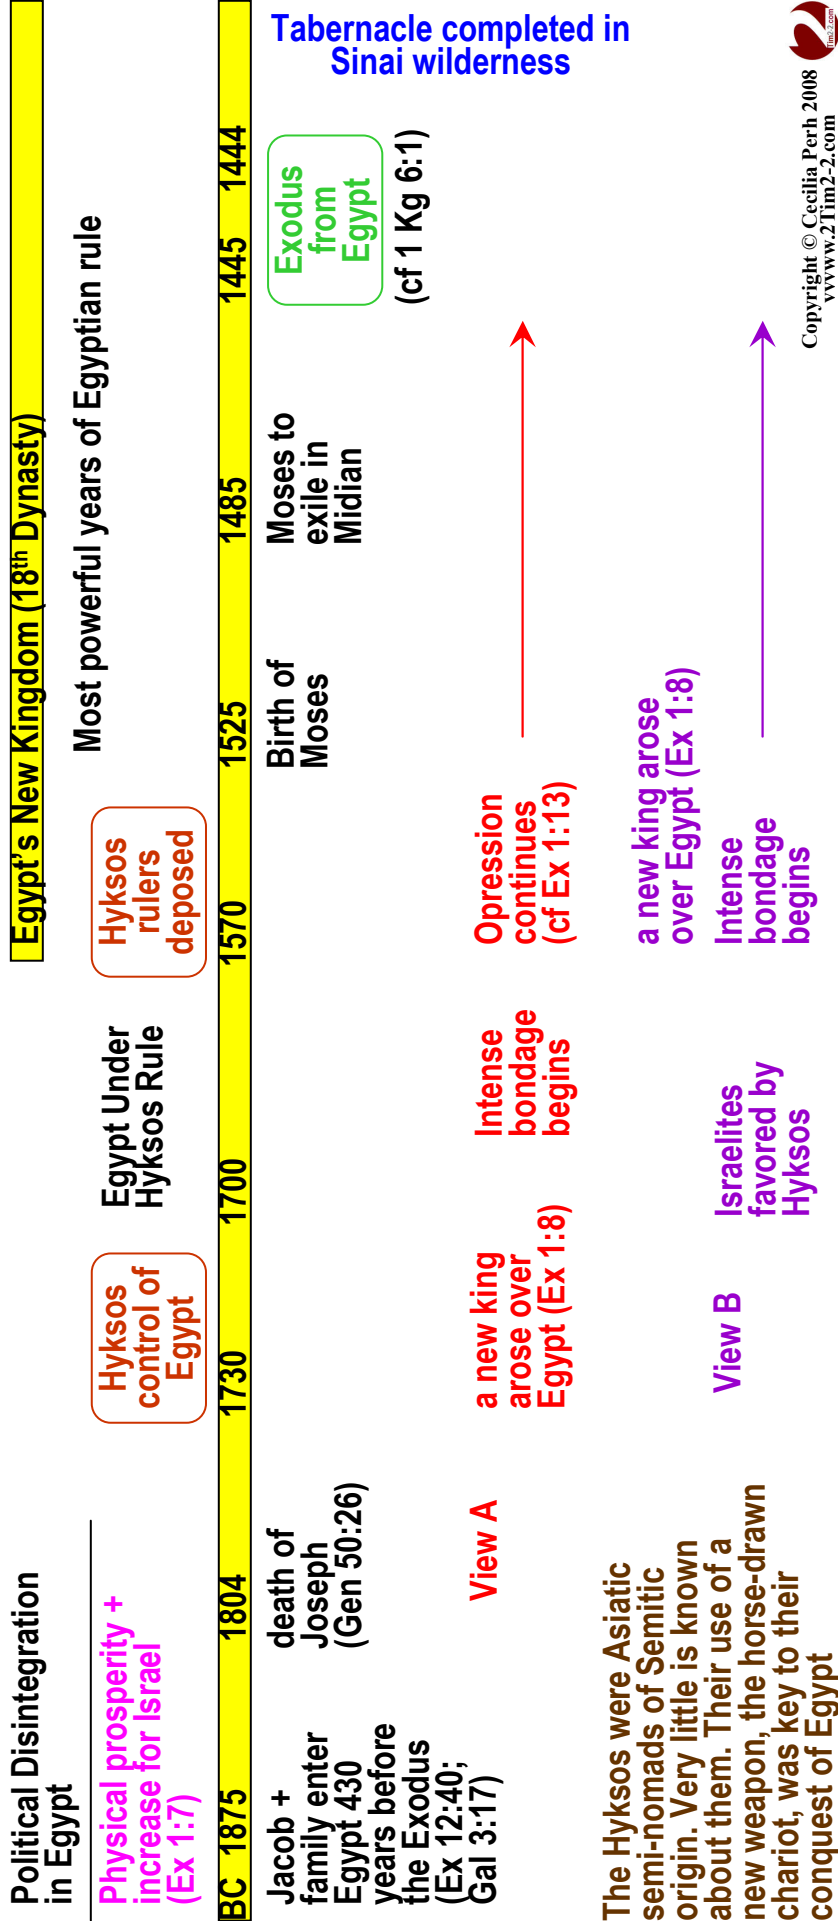 Political Disintegration
in Egypt
Egypt's New Kingdom (18th Dynasty)
Physical prosperity +
increase for Israel
(Ex 1:7)
Hyksos
control of
Egypt
Egypt Under
Hyksos Rule
Hyksos
rulers
deposed
Most powerful years of Egyptian rule
BC 1875 1804 1730 1700 1570 1525 1485 1445 1444
Jacob +
family enter
Egypt 430
years before
the Exodus
(Ex 12:40;
Gal 3:17)
death of
Joseph
(Gen 50:26)
Birth of
Moses
Moses to
exile in
Midian
Exodus
from
Egypt
(cf 1 Kg 6:1)
Tabernacle completed in
Sinai wilderness
View A
a new king
arose over
Egypt (Ex 1:8)
Intense
bondage
begins
Opression
continues
(cf Ex 1:13)
The Hyksos were Asiatic
semi-nomads of Semitic
origin. Very little is known
about them. Their use of a
new weapon, the horse-drawn
chariot, was key to their
conquest of Egypt
View B
Israelites
favored by
Hyksos
a new king arose
over Egypt (Ex 1:8)
Intense
bondage
begins
Copyright © Cecilia Perh 2008
vvww.2Tim2-2.com
2
Tim2-2.com